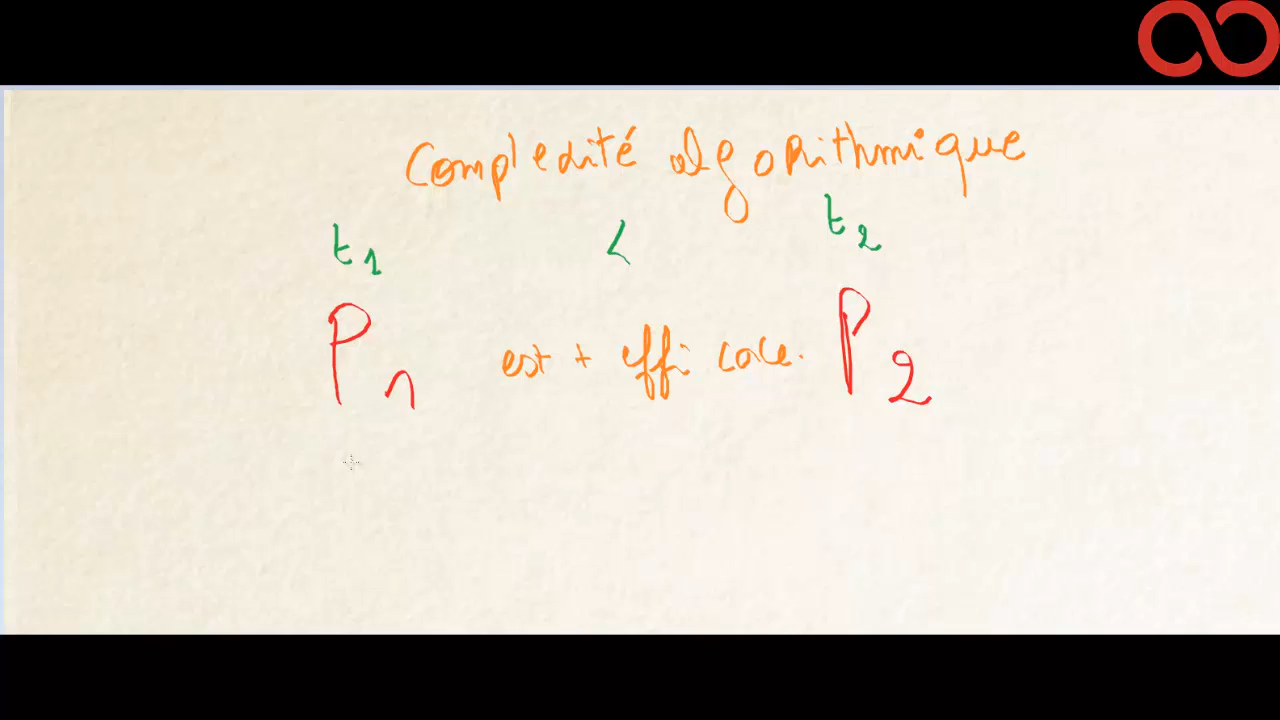 Complexité algorithmique
t1 < t2
P1 est + efficace. P2